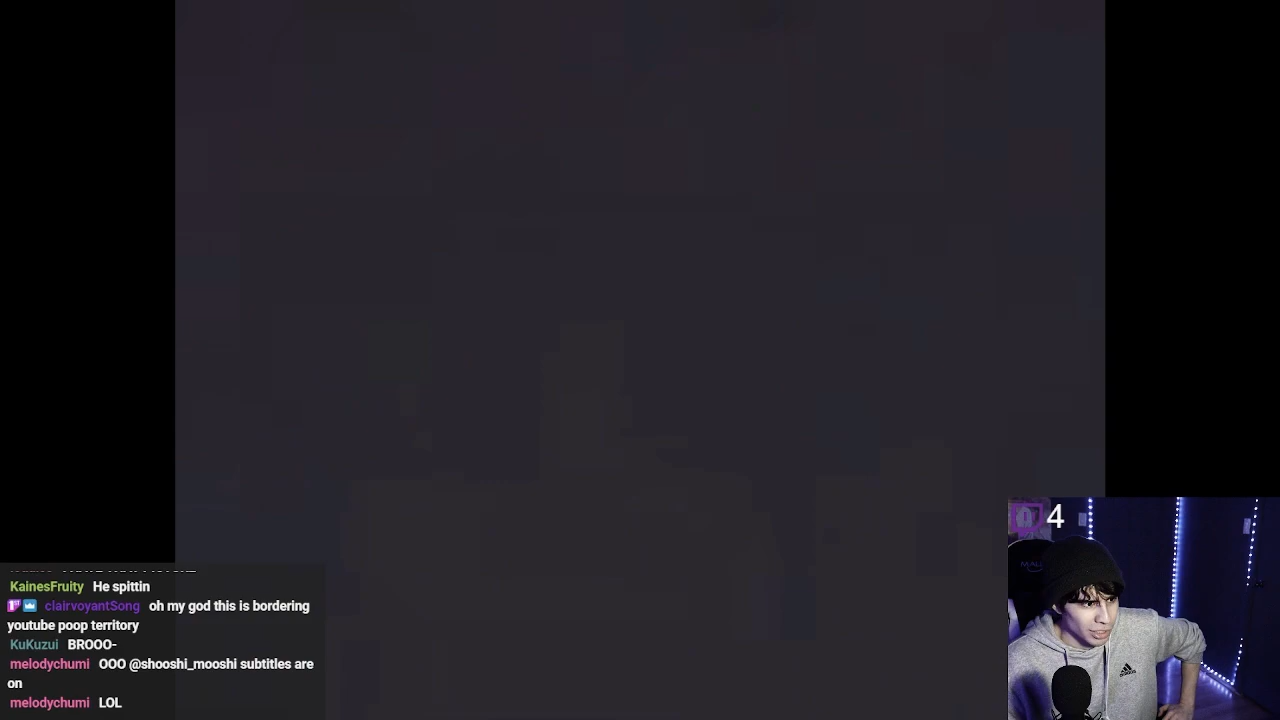 4
KainesFruity He spittin
clairvoyantSong oh my god this is bordering
youtube poop territory
KuKuzui BROOO-
melodychumi OOO @shooshi_mooshi subtitles are
on
melodychumi LOL